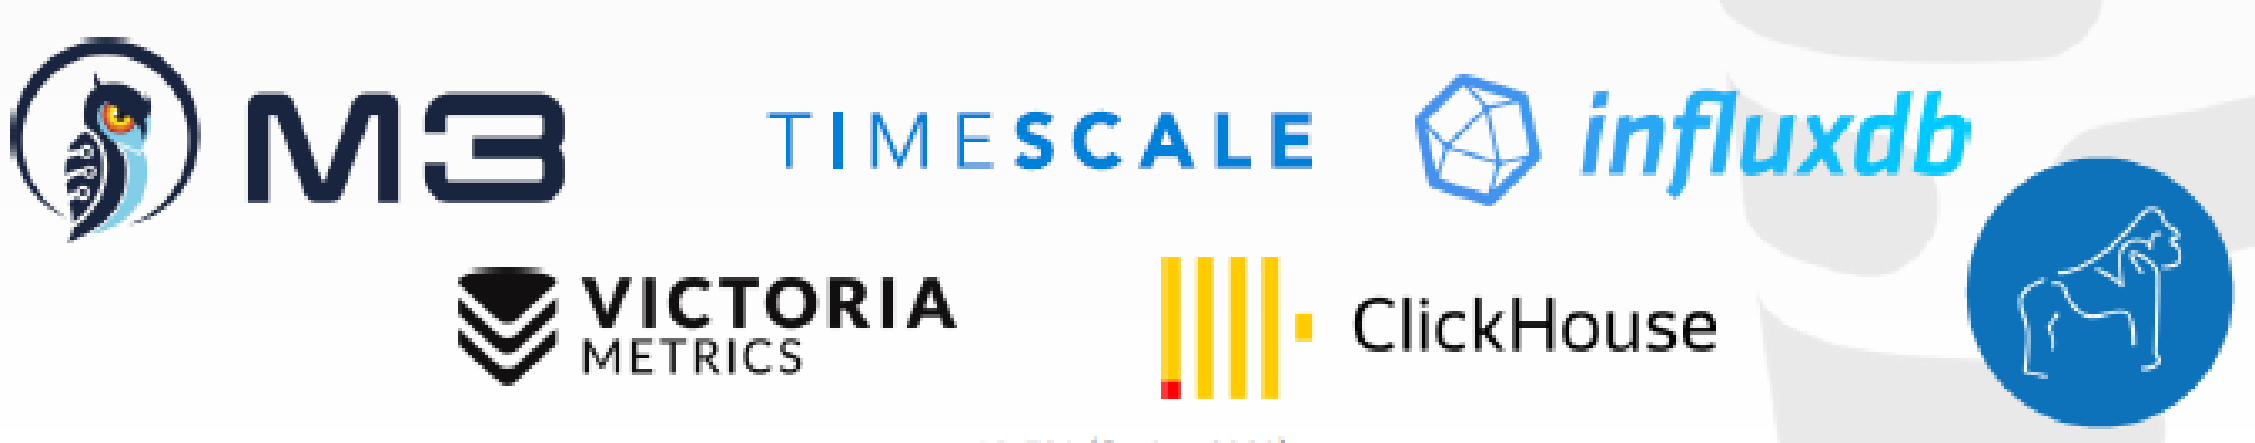 M3
TIMESCALE
influxdb
VICTORIA
METRICS
ClickHouse